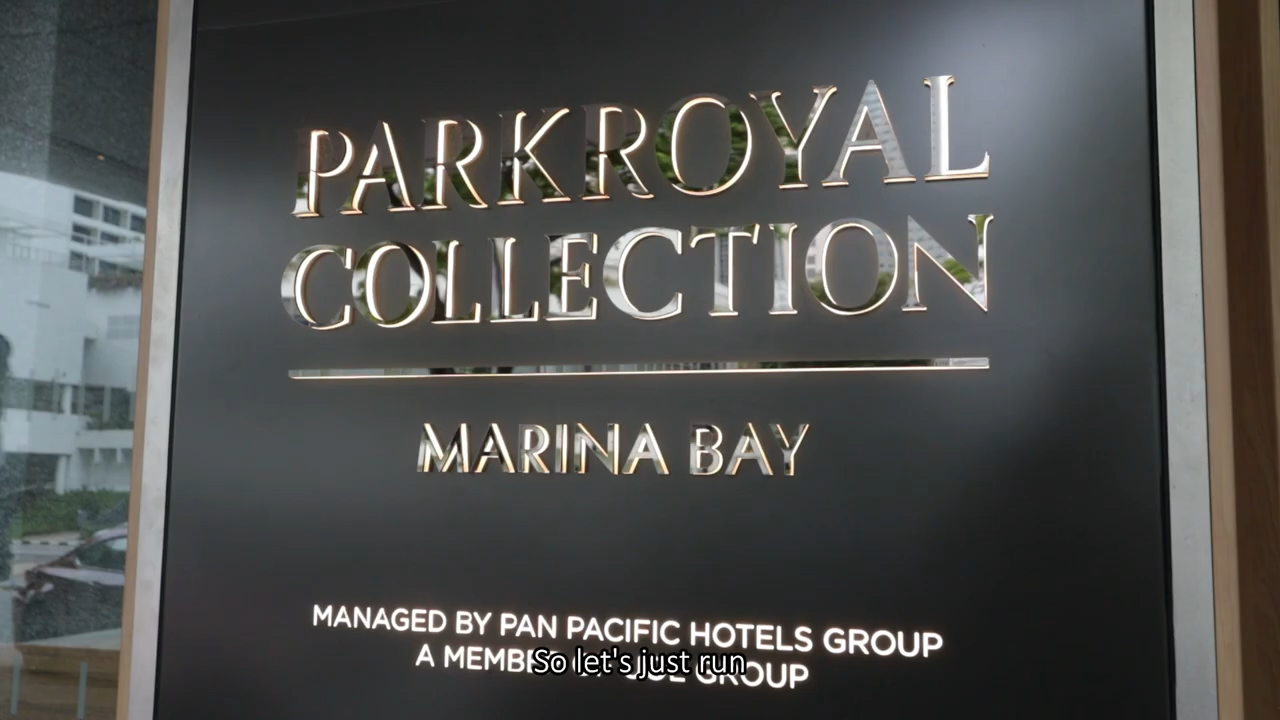 PARKROYAL
COLLECTION
MARINA BAY
MANAGED BY PAN PACIFIC HOTELS GROUP
A GROUP
So let's just run